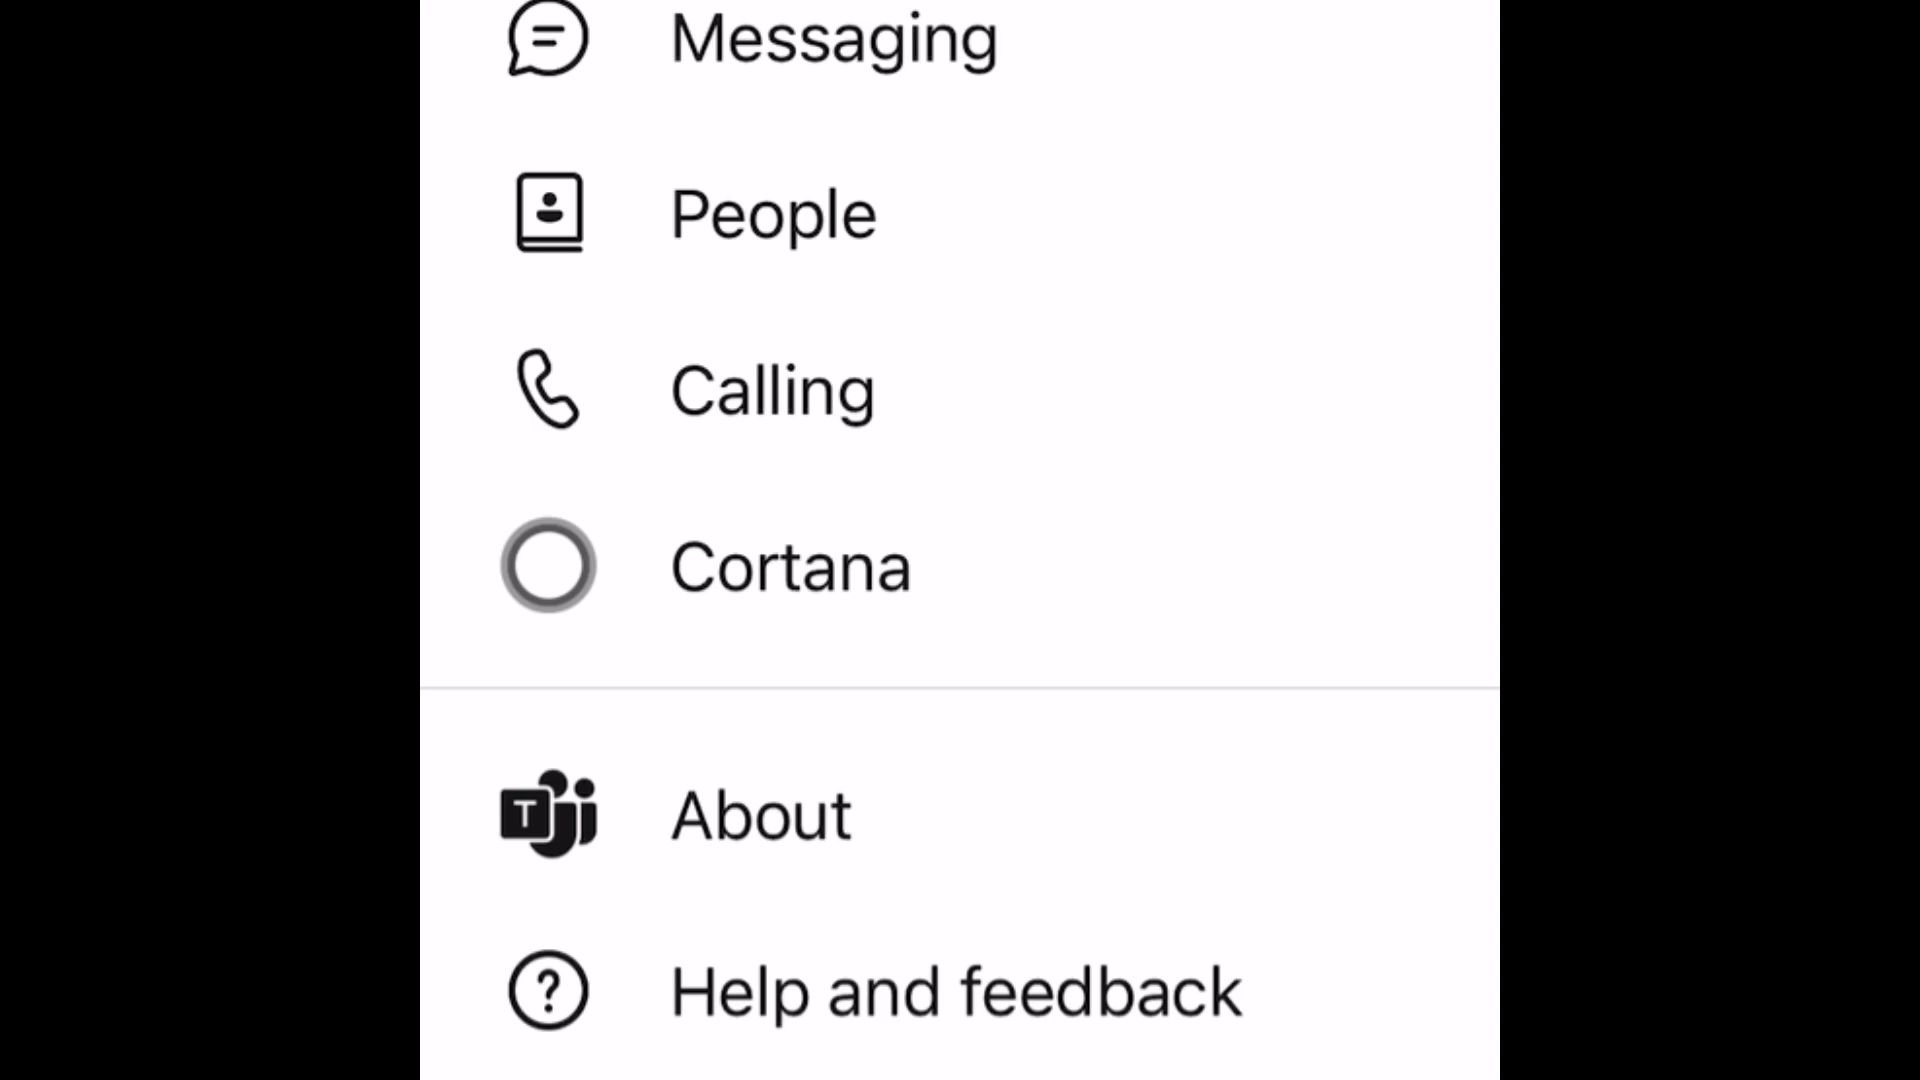 Messaging
People
Calling
Cortana
T
About
?
Help and feedback